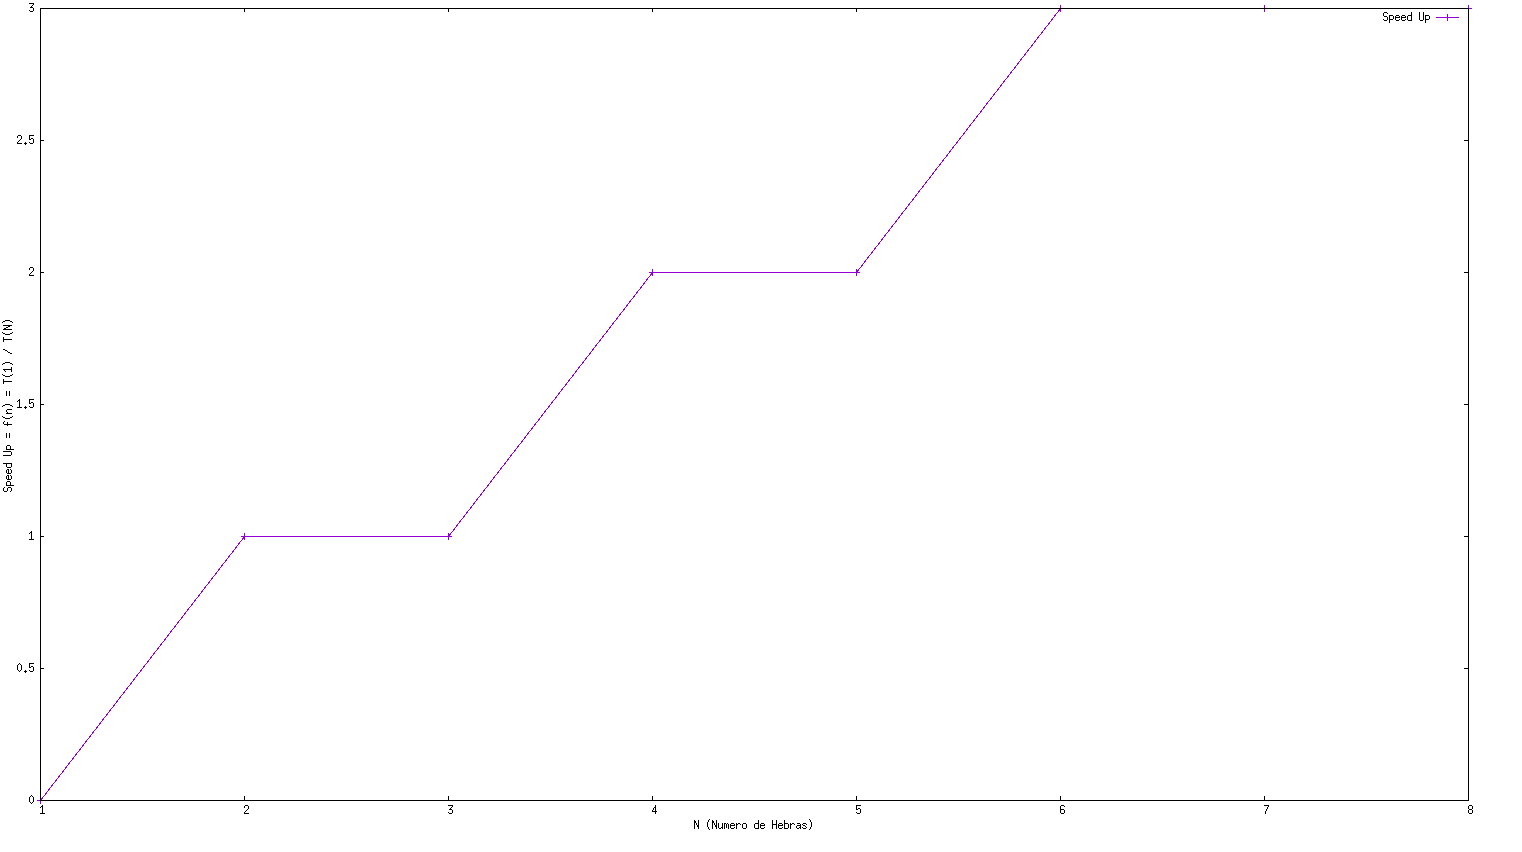 Speed Up
3
2.5
2
1.5
1
0.5
0
Speed Up = f(n) = T(1) / T(N)
1 2 3 4 5 6 7 8
N (Numero de Hebras)